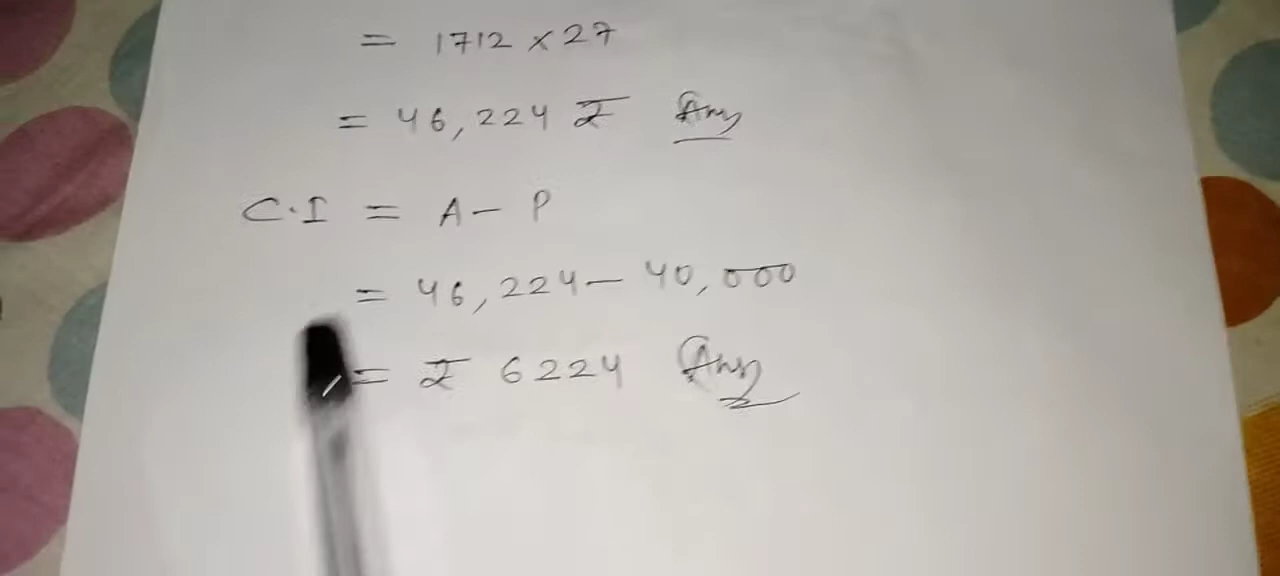 = 1712 × 27
= 46,224 ₹ Ans
C.I = A - P
= 46,224 - 40,000
= ₹ 6224 Ans